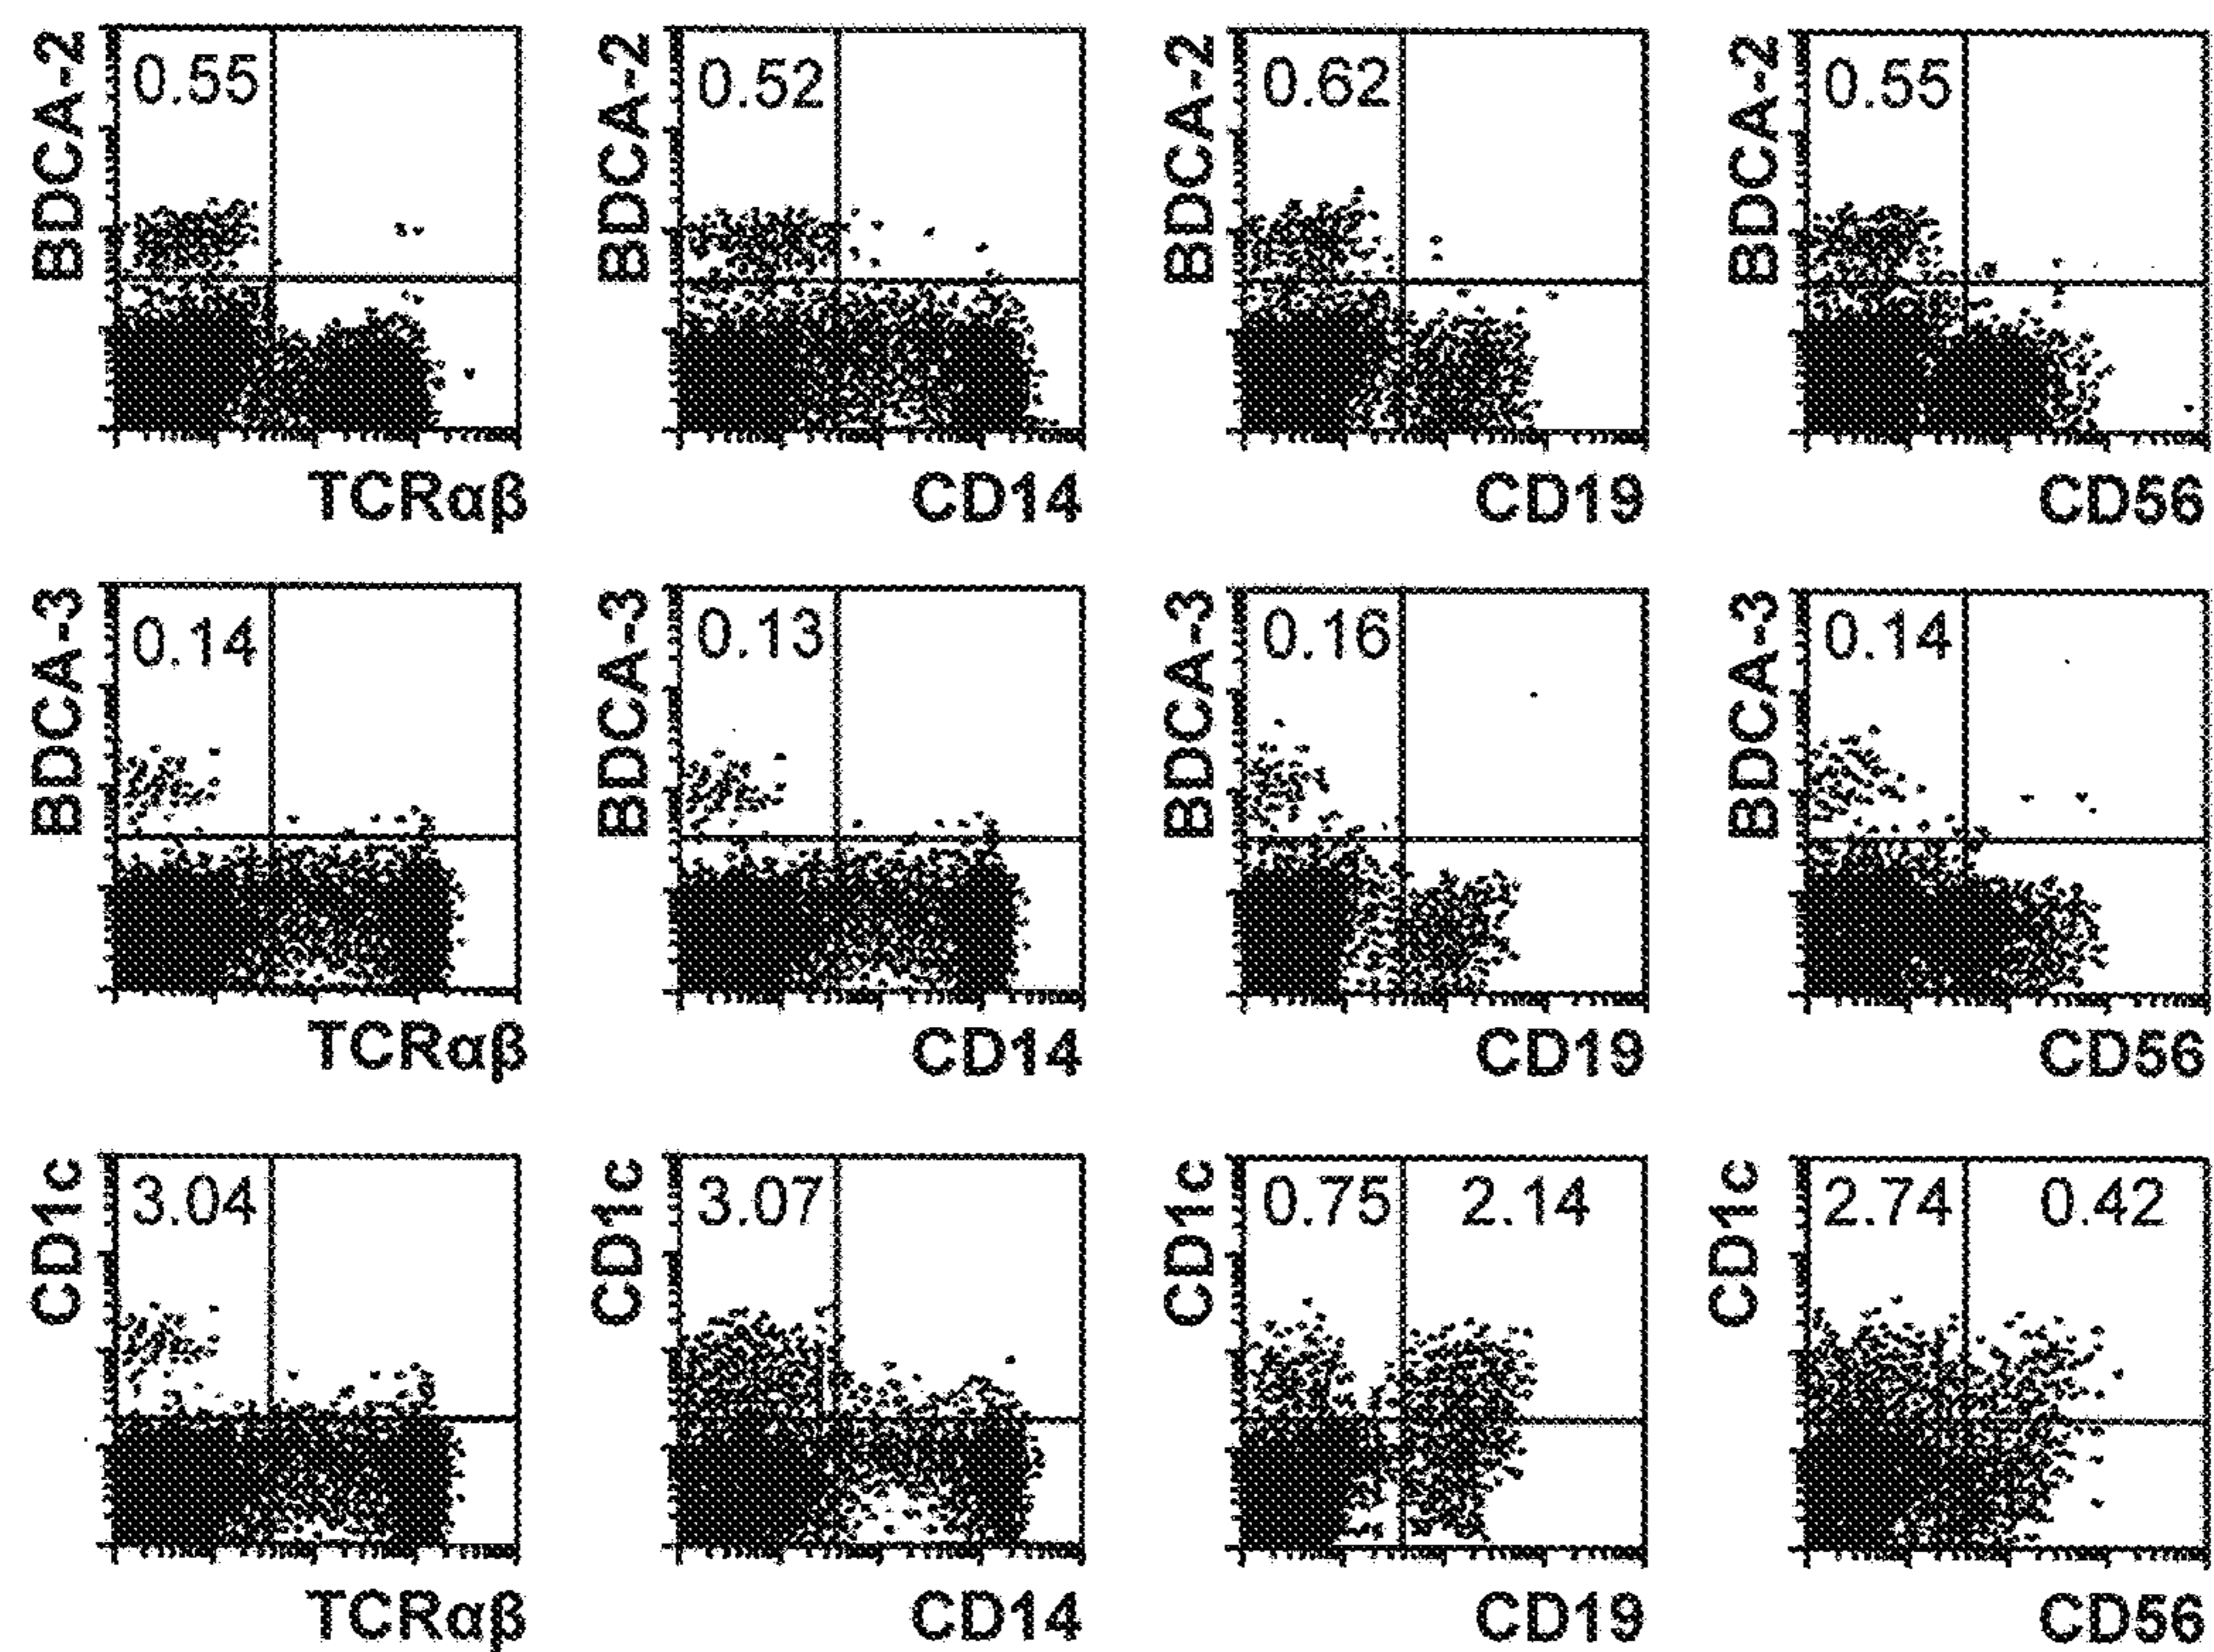 BDCA-2 0.55 BDCA-2 0.52 BDCA-2 0.62 BDCA-2 0.55
TCRαβ CD14 CD19 CD56
BDCA-3 0.14 BDCA-3 0.13 BDCA-3 0.16 BDCA-3 0.14
TCRαβ CD14 CD19 CD56
CD1c 3.04 CD1c 3.07 CD1c 0.75 2.14 CD1c 2.74 0.42
TCRαβ CD14 CD19 CD56